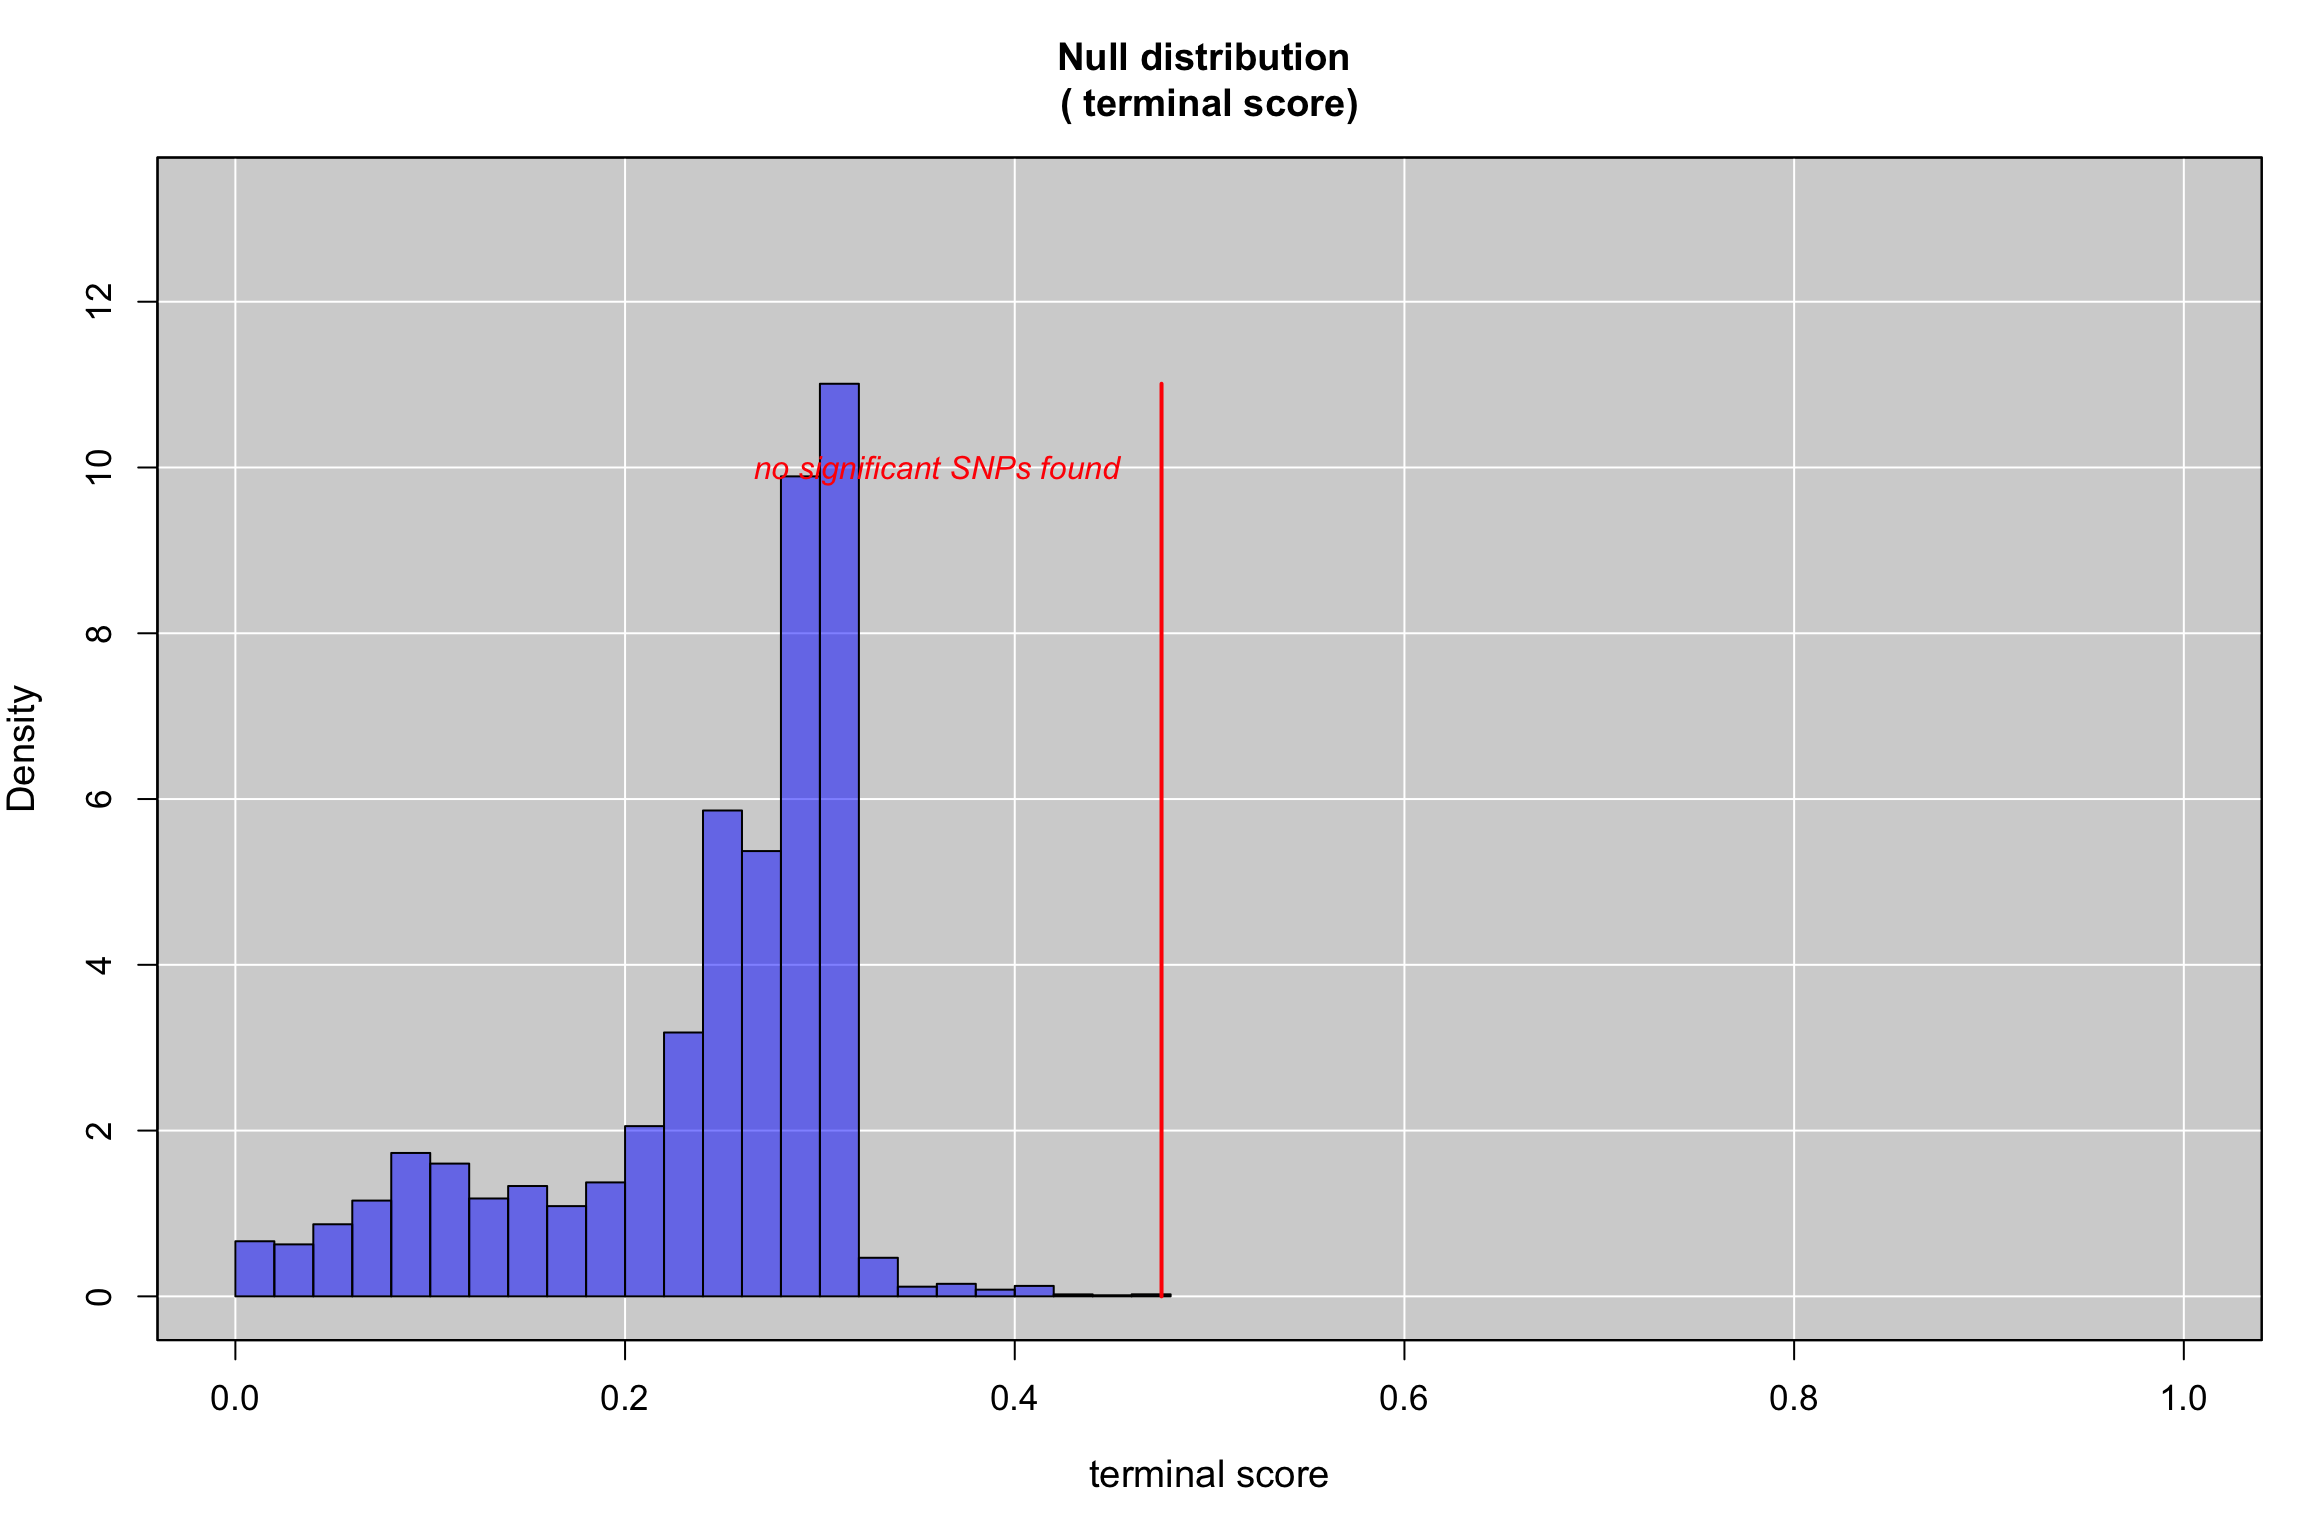 Null distribution
( terminal score)
Density
12
10
8
6
4
2
0
no significant SNPs found
0.0 0.2 0.4 0.6 0.8 1.0
terminal score